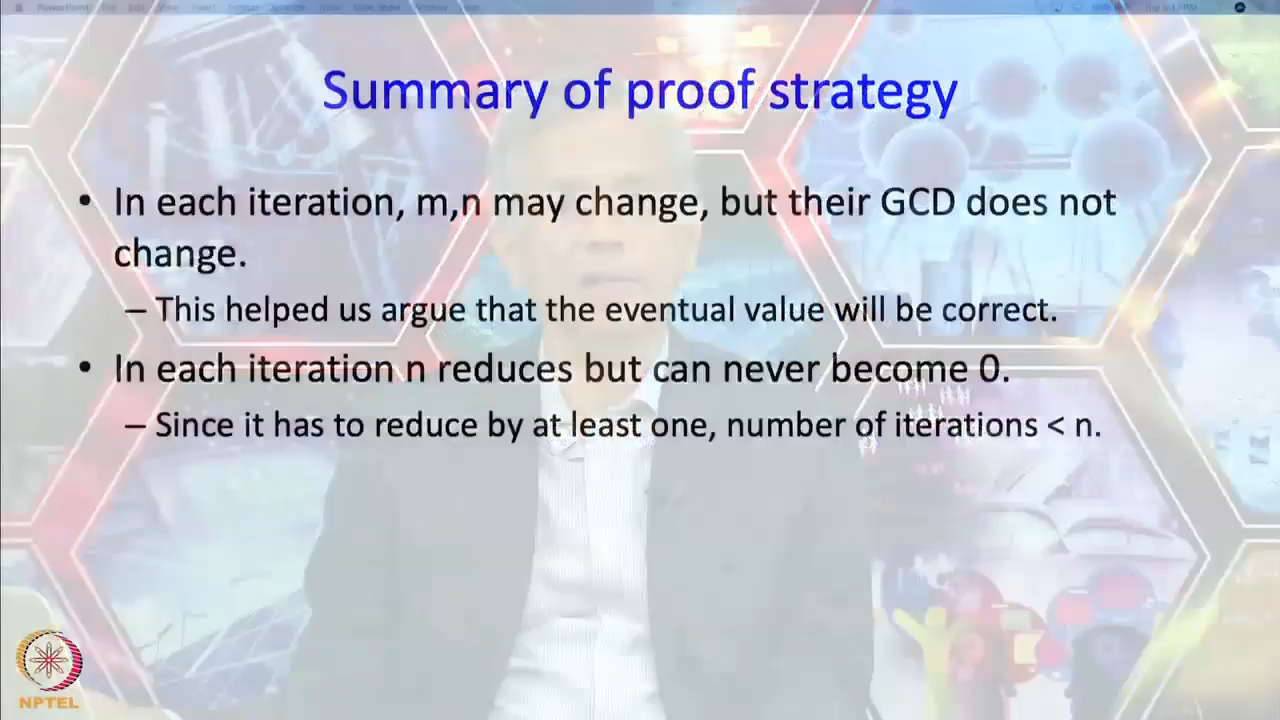 Summary of proof strategy
• In each iteration, m,n may change, but their GCD does not
change.
– This helped us argue that the eventual value will be correct.
• In each iteration n reduces but can never become 0.
– Since it has to reduce by at least one, number of iterations < n.
NPTEL